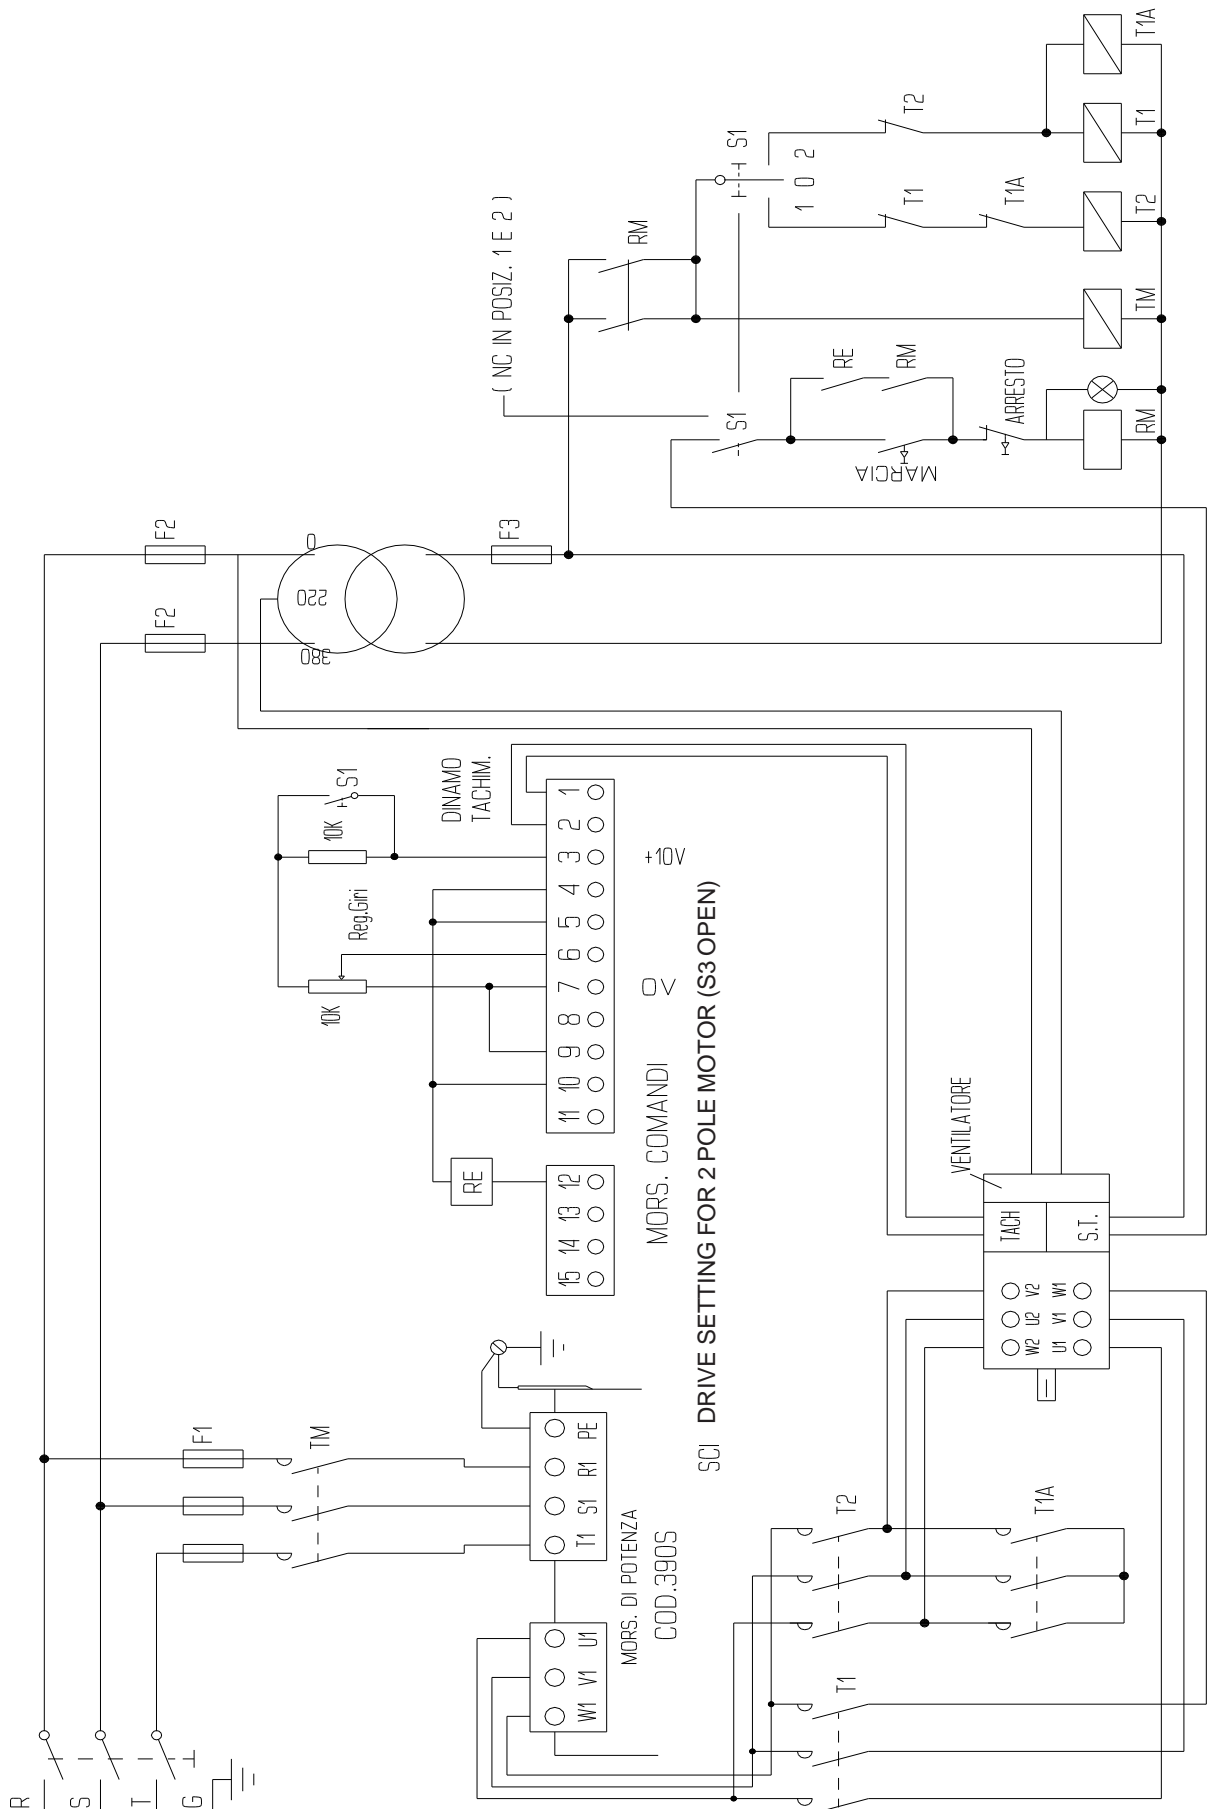 R
S
T
G
F1
TM
F2
F2
0
220
380
F3
( NC IN POSIZ. 1 E 2 )
RM
S1
1 0 2
T2
T1
T1A
S1
RE
RM
MARCIA
ARRESTO
RM
TM
T2
T1
T1A
10K
S1
10K
Reg.Giri
DINAMO
TACHIM.
15 14 13 12
11 10 9 8 7 6 5 4 3 2 1
RE
0V
+10V
MORS. COMANDI
SCI DRIVE SETTING FOR 2 POLE MOTOR (S3 OPEN)
W1 V1 U1
T1 S1 R1 PE
MORS. DI POTENZA
COD.390S
T1
T2
T1A
W2 U2 V2
U1 V1 W1
TACH
S.T.
VENTILATORE